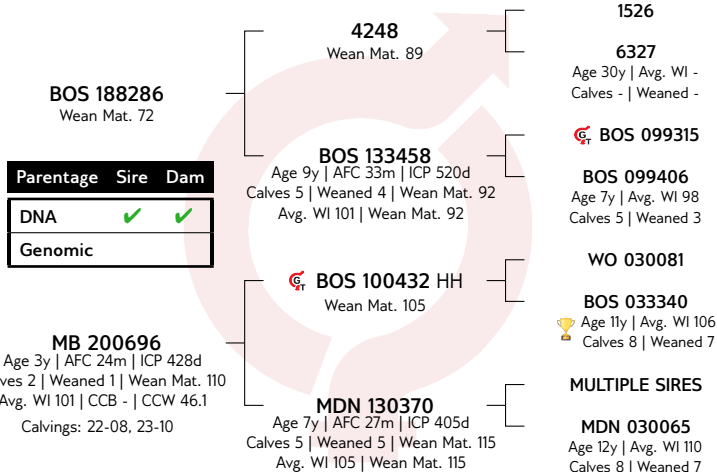 1526
4248
Wean Mat. 89
6327
Age 30y | Avg. WI -
Calves - | Weaned -
BOS 188286
Wean Mat. 72
BOS 099315
BOS 133458
Age 9y | AFC 33m | ICP 520d
Calves 5 | Weaned 4 | Wean Mat. 92
Avg. WI 101 | Wean Mat. 92
BOS 099406
Age 7y | Avg. WI 98
Calves 5 | Weaned 3
Parentage Sire Dam
DNA ✔ ✔
Genomic
WO 030081
BOS 100432 HH
Wean Mat. 105
BOS 033340
Age 11y | Avg. WI 106
Calves 8 | Weaned 7
MB 200696
Age 3y | AFC 24m | ICP 428d
ves 2 | Weaned 1 | Wean Mat. 110
Avg. WI 101 | CCB - | CCW 46.1
Calvings: 22-08, 23-10
MULTIPLE SIRES
MDN 130370
Age 7y | AFC 27m | ICP 405d
Calves 5 | Weaned 5 | Wean Mat. 115
Avg. WI 105 | Wean Mat. 115
MDN 030065
Age 12y | Avg. WI 110
Calves 8 | Weaned 7